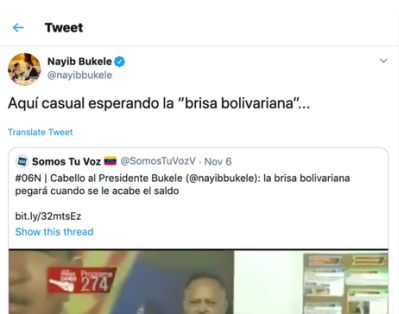 Tweet
Nayib Bukele
@nayibbukele
Aquí casual esperando la “brisa bolivariana”...
Translate Tweet
Somos Tu Voz @SomosTuVozV · Nov 6
#06N | Cabello al Presidente Bukele (@nayibbukele): la brisa bolivariana
pegará cuando se le acabe el saldo
bit.ly/32mtsEz
Show this thread
Programa
274